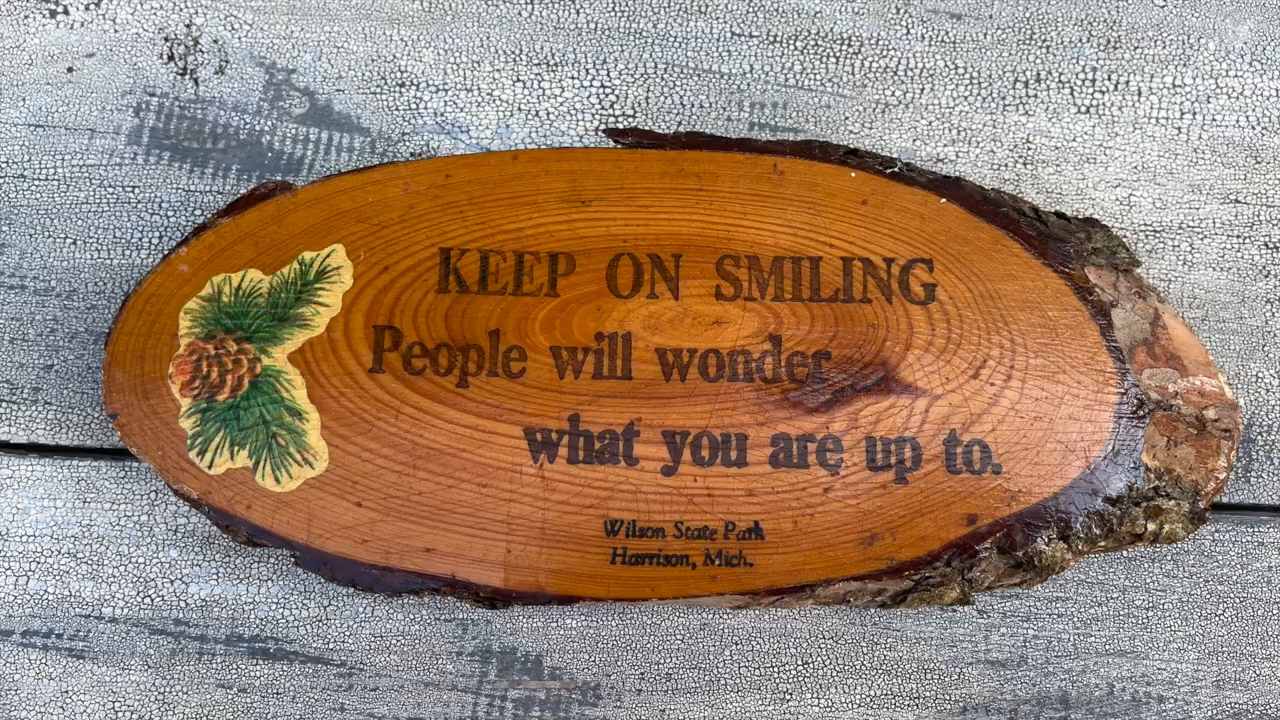 KEEP ON SMILING
People will wonder
what you are up to.
Wilson State Park
Harrison, Mich.